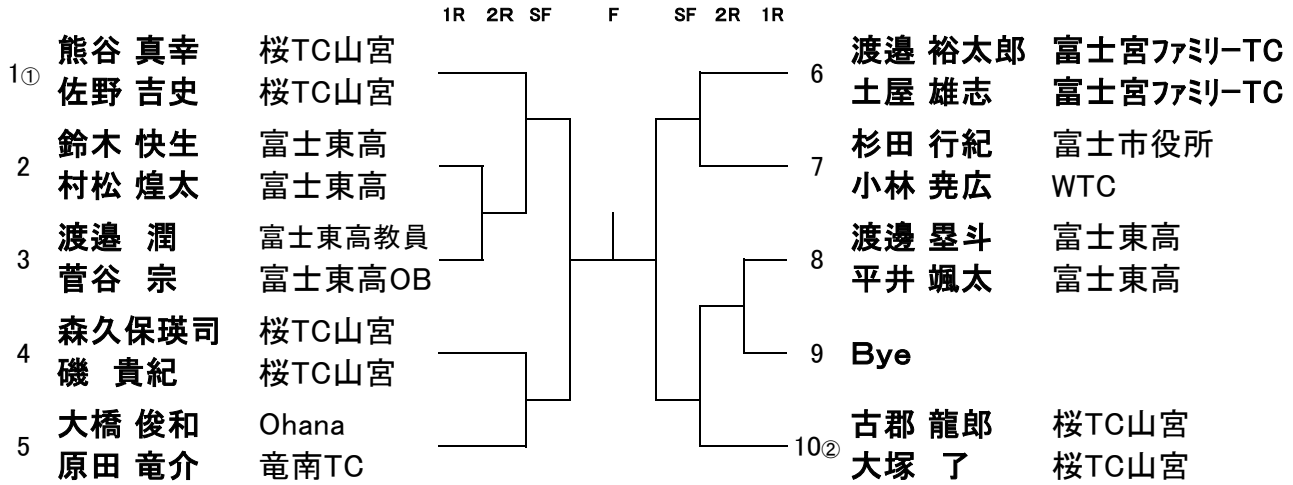 1R 2R SF F SF 2R 1R
1① 熊谷 真幸 桜TC山宮
佐野 吉史 桜TC山宮
2 鈴木 快生 富士東高
村松 煌太 富士東高
3 渡邉 潤 富士東高教員
菅谷 宗 富士東高OB
4 森久保瑛司 桜TC山宮
磯 貴紀 桜TC山宮
5 大橋 俊和 Ohana
原田 竜介 竜南TC
6 渡邉 裕太郎 富士宮ファミリーTC
土屋 雄志 富士宮ファミリーTC
7 杉田 行紀 富士市役所
小林 尭広 WTC
8 渡邊 塁斗 富士東高
平井 颯太 富士東高
9 Bye
10② 古郡 龍郎 桜TC山宮
大塚 了 桜TC山宮